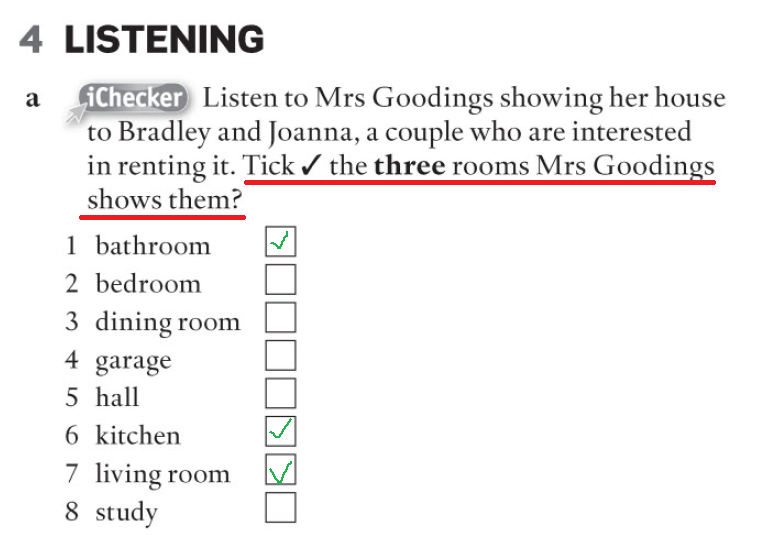 4 LISTENING
a iChecker Listen to Mrs Goodings showing her house
to Bradley and Joanna, a couple who are interested
in renting it. Tick ✓ the three rooms Mrs Goodings
shows them?
1 bathroom ✓
2 bedroom
3 dining room
4 garage
5 hall
6 kitchen ✓
7 living room ✓
8 study